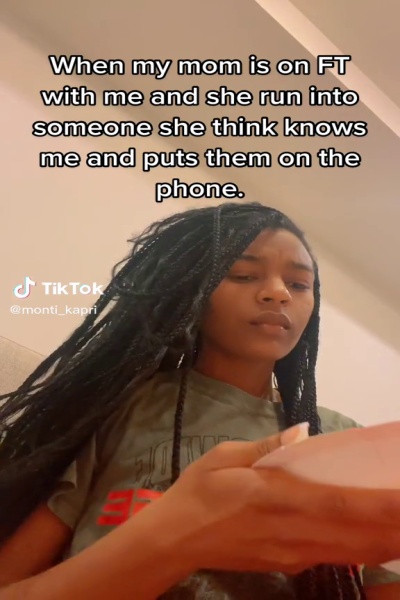 When my mom is on FT
with me and she run into
someone she think knows
me and puts them on the
phone.
TikTok
@monti_kapri